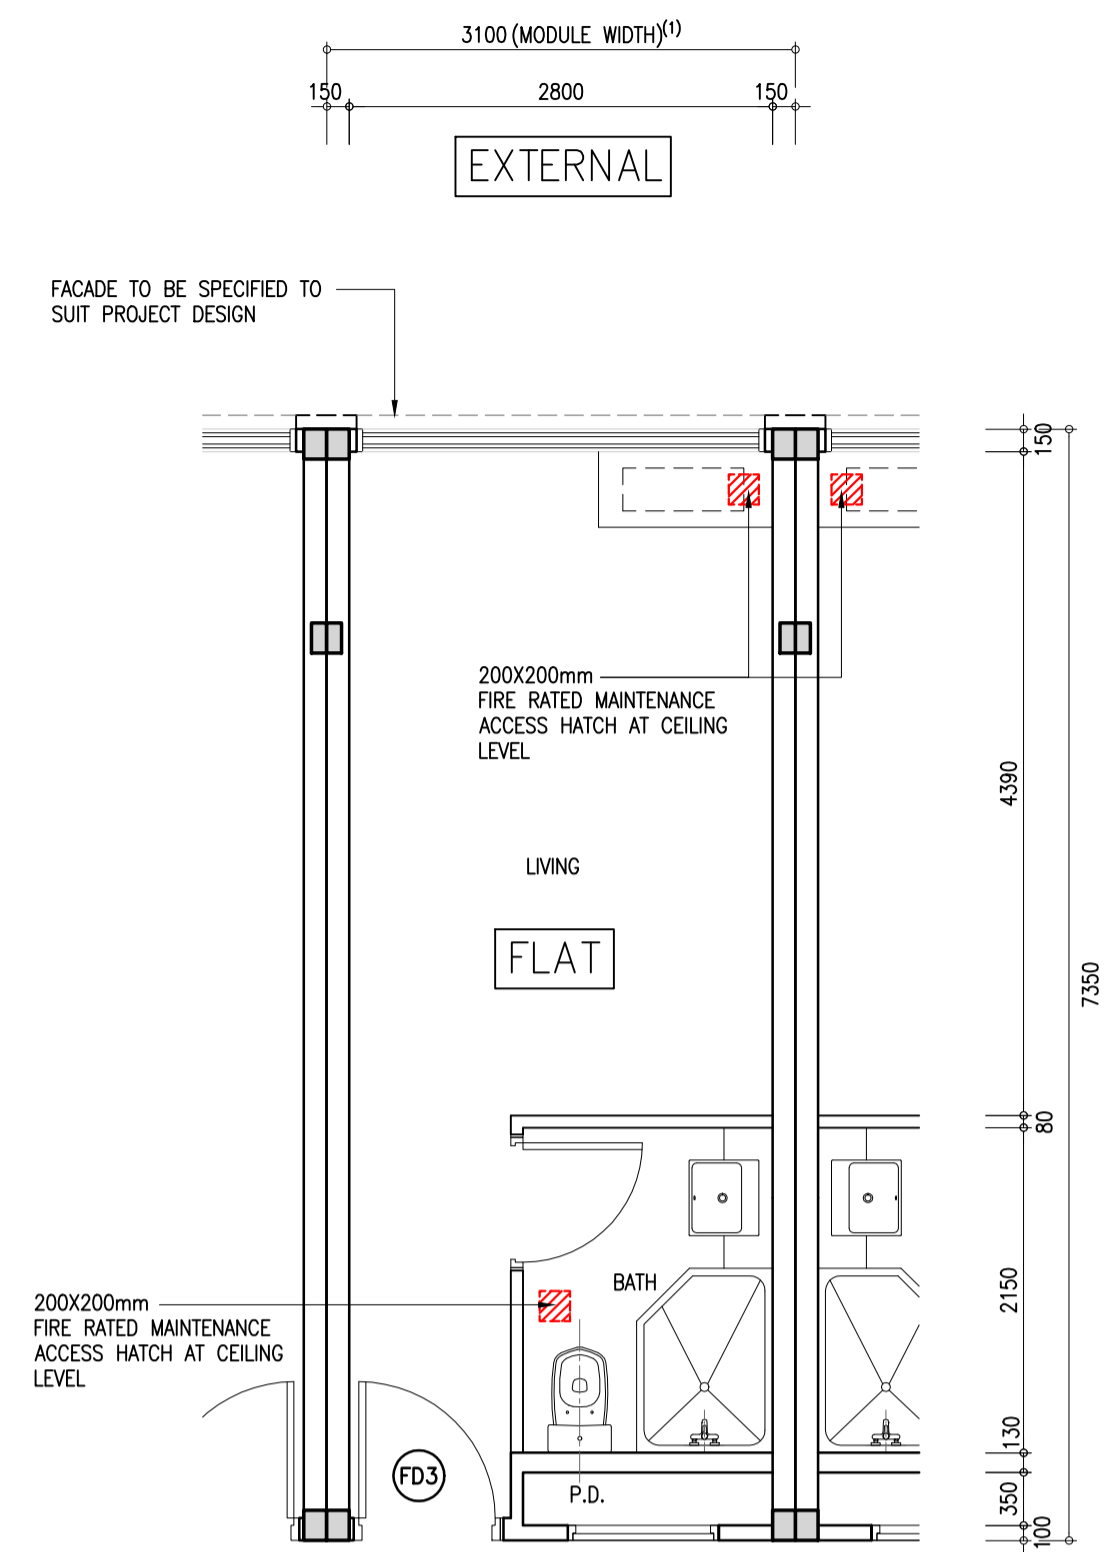 3100 (MODULE WIDTH)(1)
150 2800 150
EXTERNAL
FACADE TO BE SPECIFIED TO
SUIT PROJECT DESIGN
150
200X200mm
FIRE RATED MAINTENANCE
ACCESS HATCH AT CEILING
LEVEL
4390
LIVING
FLAT
7350
80
BATH
2150
200X200mm
FIRE RATED MAINTENANCE
ACCESS HATCH AT CEILING
LEVEL
130
FD3
P.D.
350
100